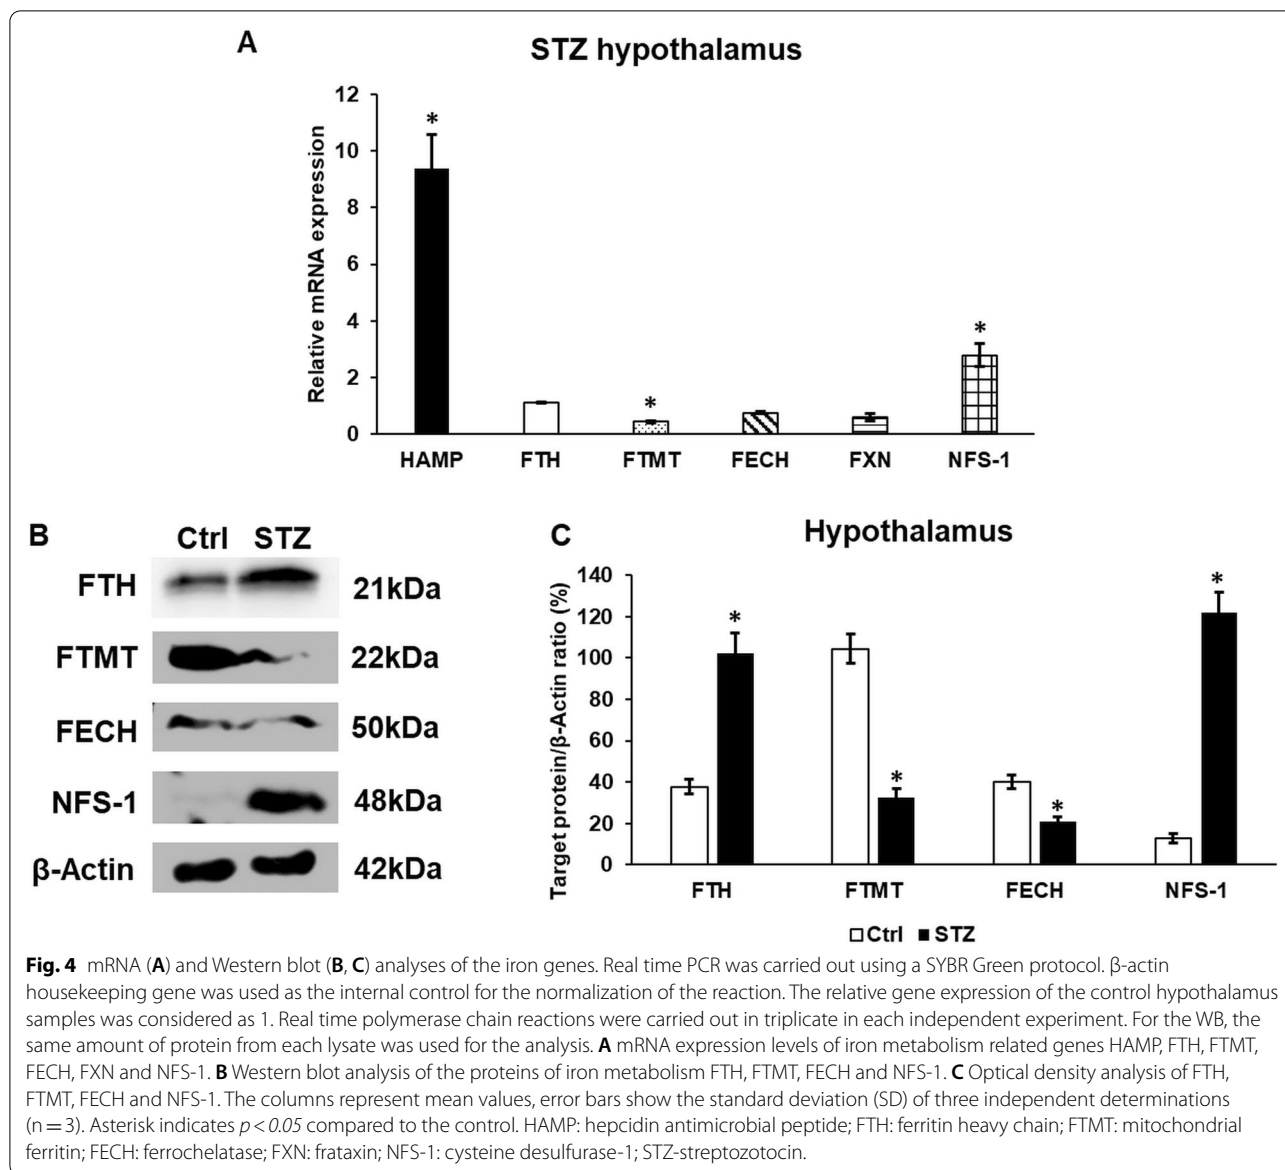 A
STZ hypothalamus
Relative mRNA expression
12
10
8
6
4
2
0
*
*
*
HAMP FTH FTMT FECH FXN NFS-1
B
Ctrl STZ
FTH 21kDa
FTMT 22kDa
FECH 50kDa
NFS-1 48kDa
β-Actin 42kDa
C
Hypothalamus
Target protein/β-Actin ratio (%)
140
120
100
80
60
40
20
0
*
*
*
*
FTH FTMT FECH NFS-1
Ctrl STZ
Fig. 4 mRNA (A) and Western blot (B, C) analyses of the iron genes. Real time PCR was carried out using a SYBR Green protocol. β-actin
housekeeping gene was used as the internal control for the normalization of the reaction. The relative gene expression of the control hypothalamus
samples was considered as 1. Real time polymerase chain reactions were carried out in triplicate in each independent experiment. For the WB, the
same amount of protein from each lysate was used for the analysis. A mRNA expression levels of iron metabolism related genes HAMP, FTH, FTMT,
FECH, FXN and NFS-1. B Western blot analysis of the proteins of iron metabolism FTH, FTMT, FECH and NFS-1. C Optical density analysis of FTH,
FTMT, FECH and NFS-1. The columns represent mean values, error bars show the standard deviation (SD) of three independent determinations
(n = 3). Asterisk indicates p < 0.05 compared to the control. HAMP: hepcidin antimicrobial peptide; FTH: ferritin heavy chain; FTMT: mitochondrial
ferritin; FECH: ferrochelatase; FXN: frataxin; NFS-1: cysteine desulfurase-1; STZ-streptozotocin.